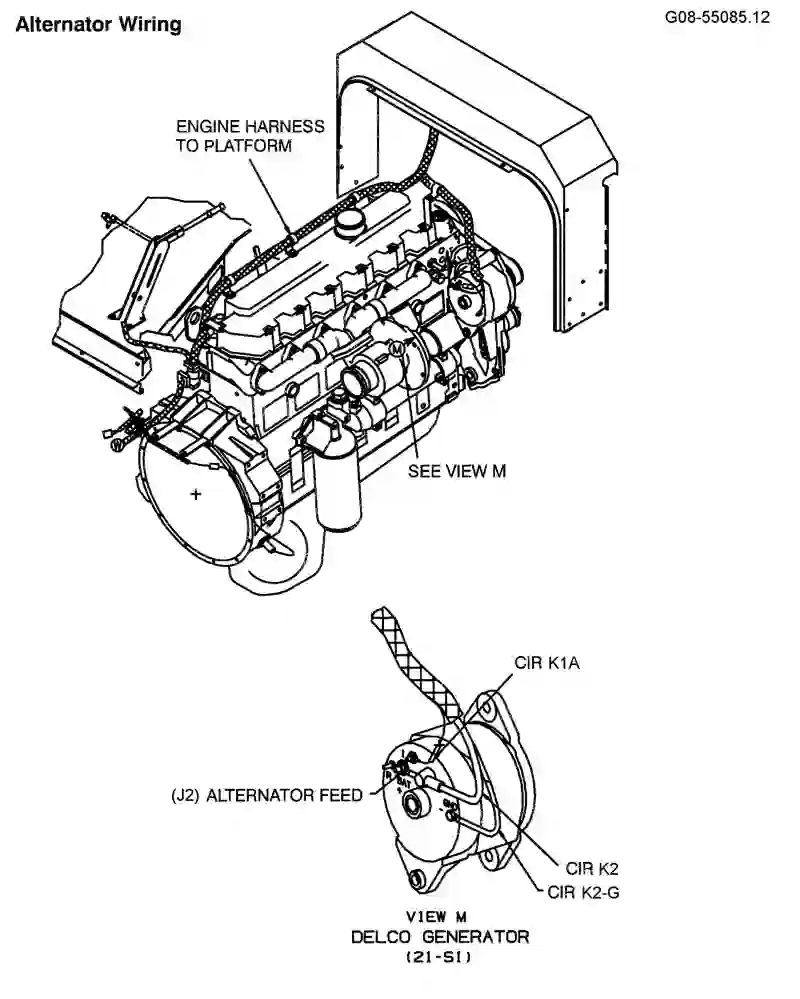 Alternator Wiring
G08-55085.12
ENGINE HARNESS
TO PLATFORM
M
W
SEE VIEW M
CIR K1A
I
R
BAT
+
(J2) ALTERNATOR FEED
GND
-
CIR K2
CIR K2-G
VIEW M
DELCO GENERATOR
(21-SI)